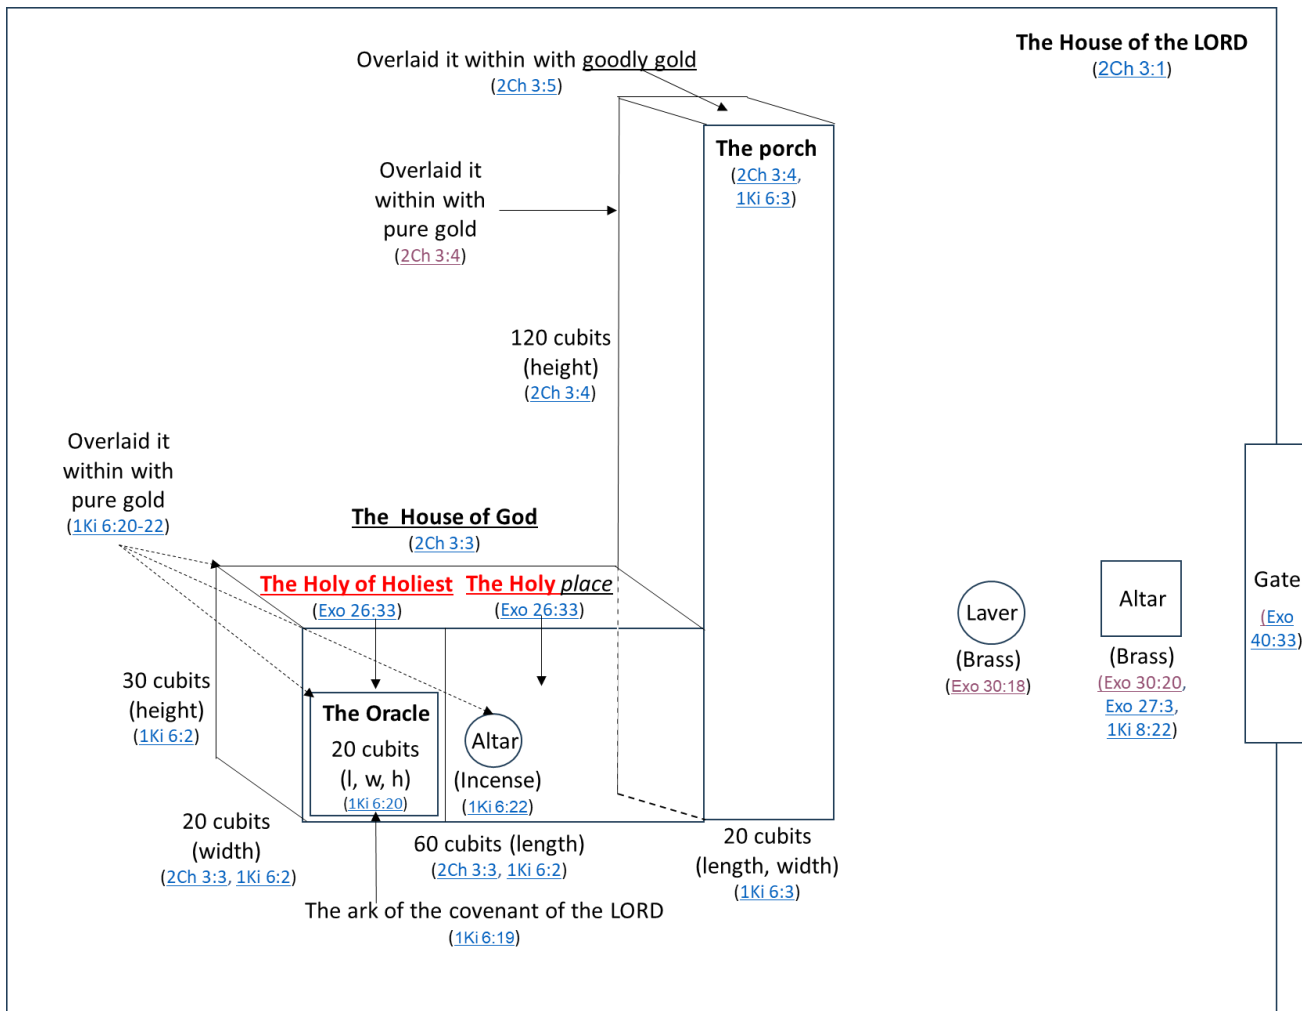 The House of the LORD
(2Ch 3:1)
Overlaid it within with goodly gold
(2Ch 3:5)
The porch
(2Ch 3:4,
1Ki 6:3)
Overlaid it
within with
pure gold
(2Ch 3:4)
120 cubits
(height)
(2Ch 3:4)
Overlaid it
within with
pure gold
(1Ki 6:20-22)
The House of God
(2Ch 3:3)
The Holy of Holiest
(Exo 26:33)
The Holy place
(Exo 26:33)
30 cubits
(height)
(1Ki 6:2)
The Oracle
20 cubits
(l, w, h)
(1Ki 6:20)
Altar
(Incense)
(1Ki 6:22)
20 cubits
(width)
(2Ch 3:3, 1Ki 6:2)
60 cubits (length)
(2Ch 3:3, 1Ki 6:2)
20 cubits
(length, width)
(1Ki 6:3)
The ark of the covenant of the LORD
(1Ki 6:19)
Laver
(Brass)
(Exo 30:18)
Altar
(Brass)
(Exo 30:20,
Exo 27:3,
1Ki 8:22)
Gate
(Exo
40:33)